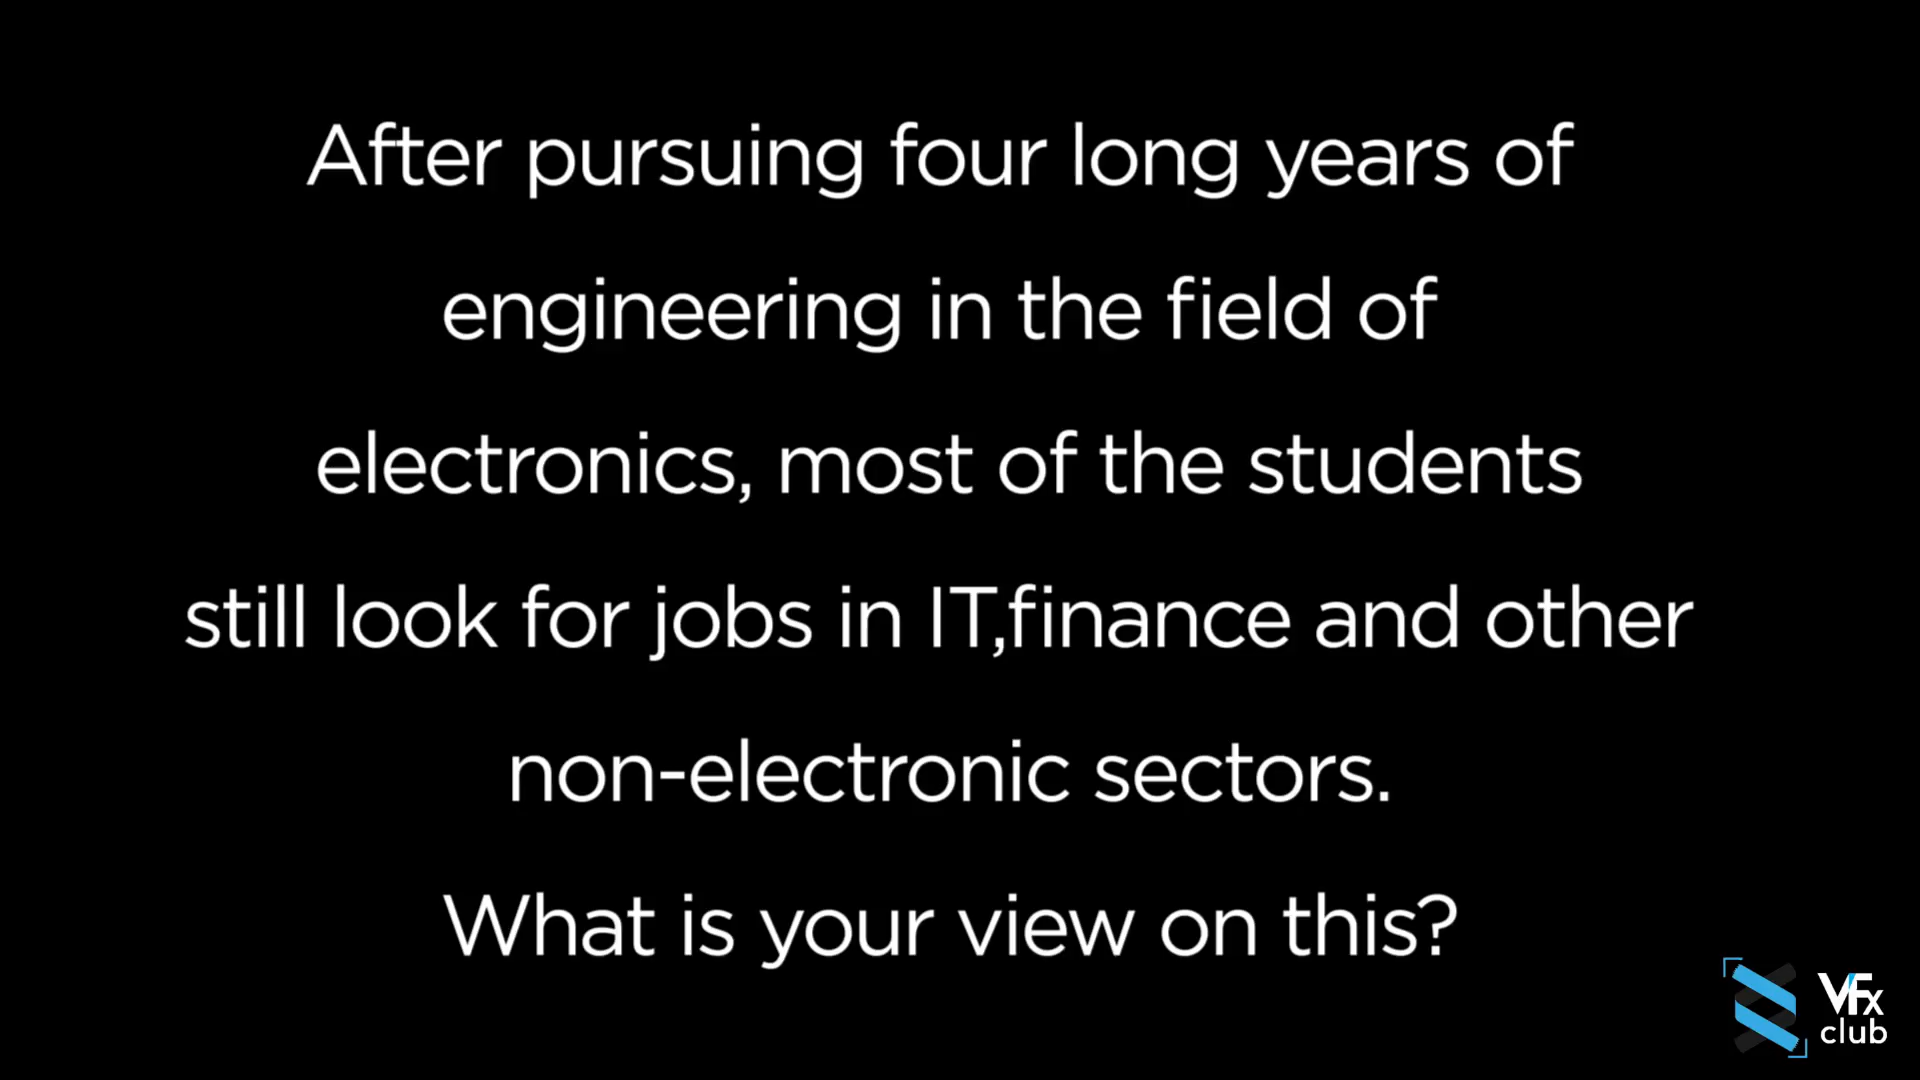 After pursuing four long years of
engineering in the field of
electronics, most of the students
still look for jobs in IT,finance and other
non-electronic sectors.
What is your view on this?
VFx
club